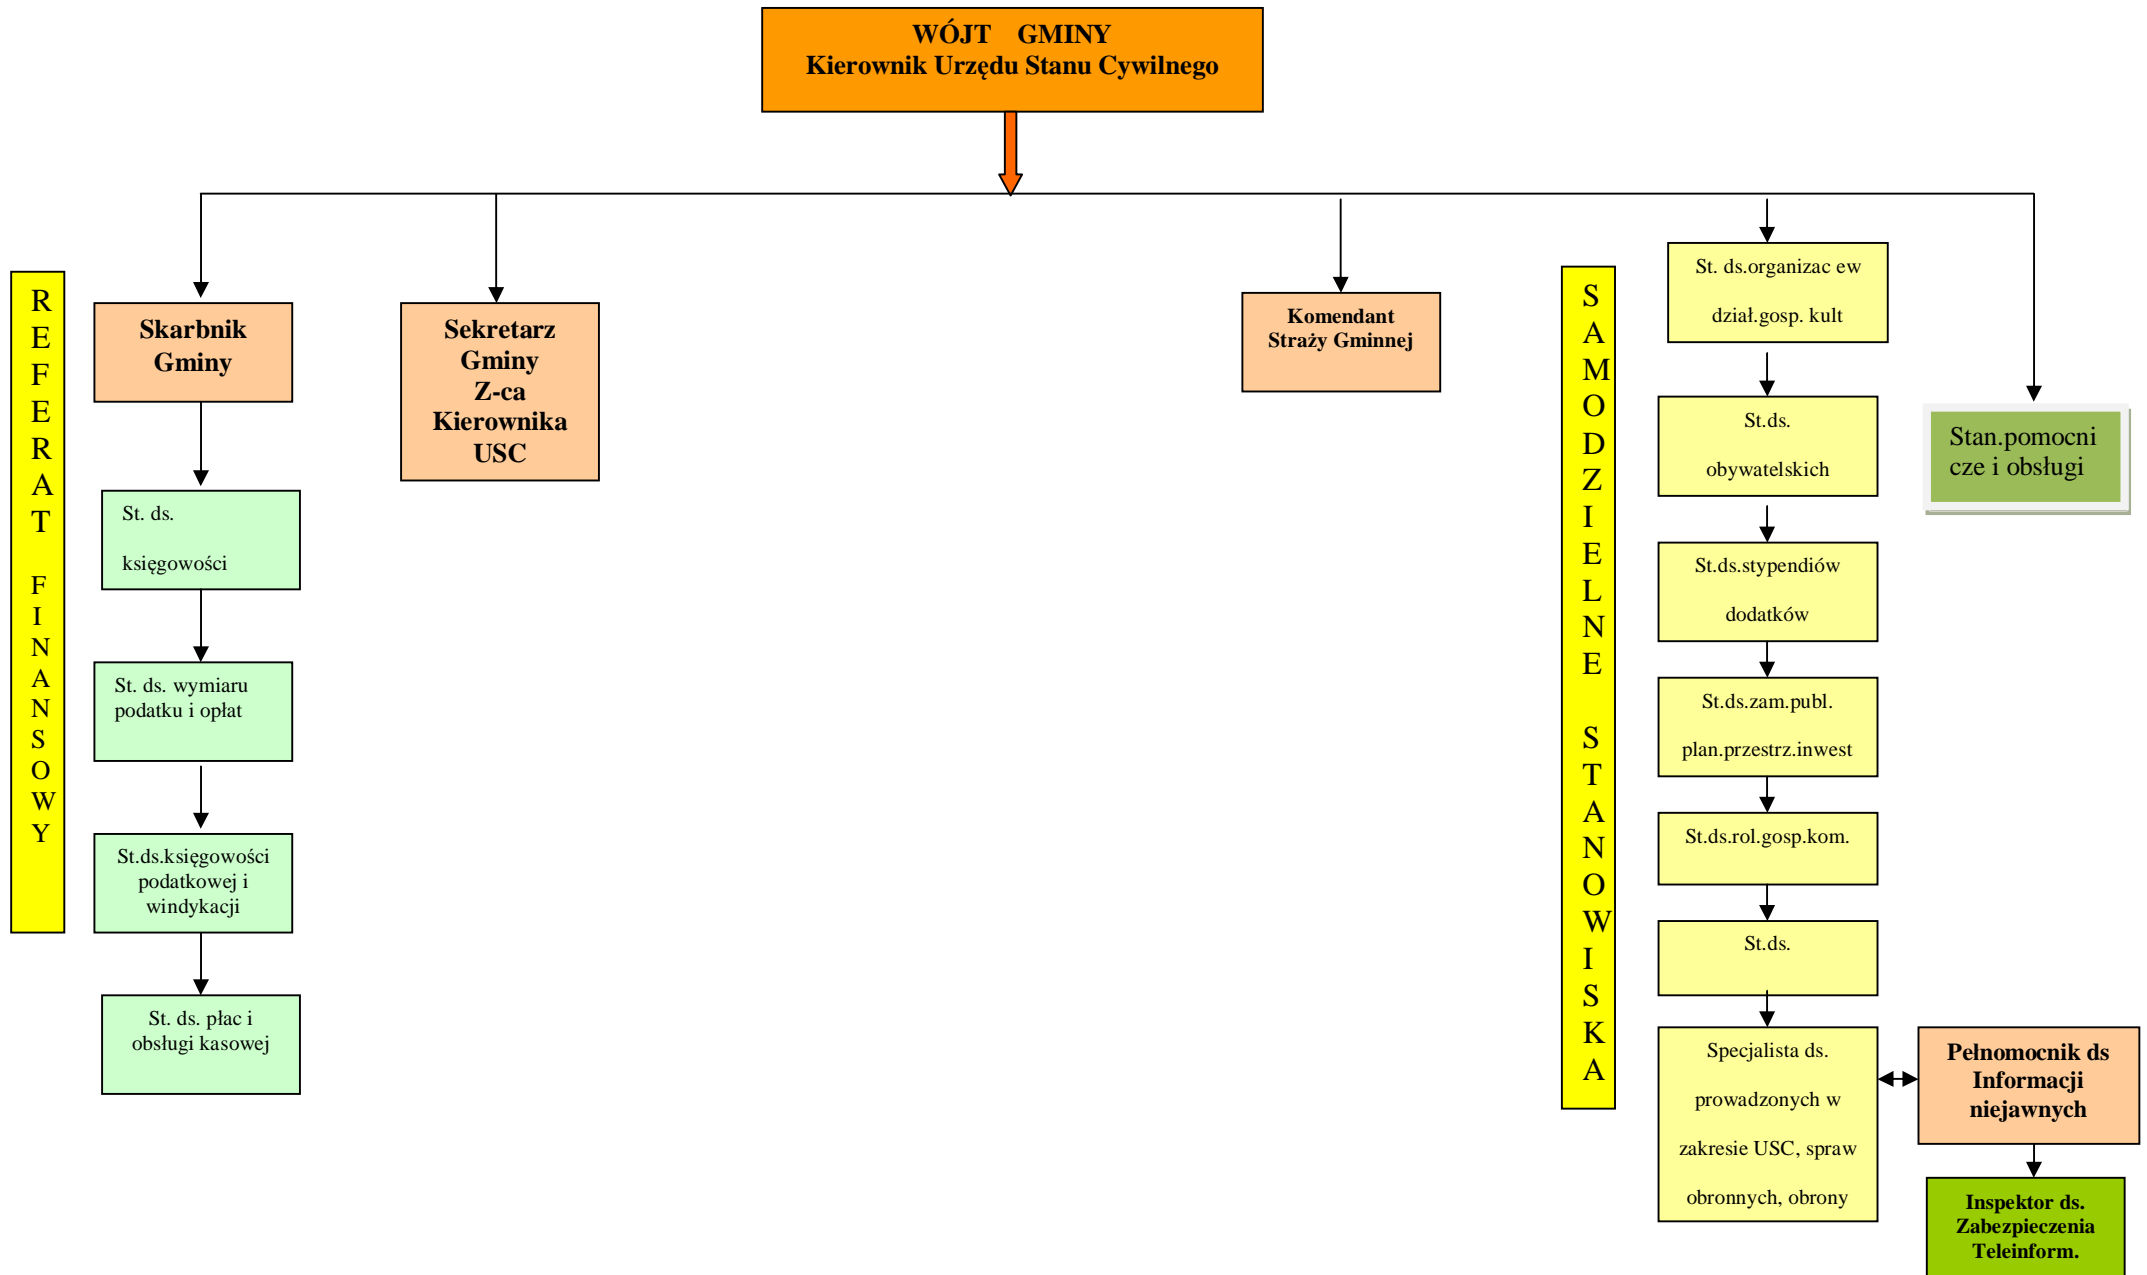 WÓJT GMINY
Kierownik Urzędu Stanu Cywilnego
REFERAT FINANSOWY
Skarbnik
Gminy
St. ds.
księgowości
St. ds. wymiaru
podatku i opłat
St.ds.księgowości
podatkowej i
windykacji
St. ds. płac i
obsługi kasowej
Sekretarz
Gminy
Z-ca
Kierownika
USC
Komendant
Straży Gminnej
SAMODZIELNE STANOWISKA
St. ds.organizac ew
dział.gosp. kult
St.ds.
obywatelskich
St.ds.stypendiów
dodatków
St.ds.zam.publ.
plan.przestrz.inwest
St.ds.rol.gosp.kom.
St.ds.
Specjalista ds.
prowadzonych w
zakresie USC, spraw
obronnych, obrony
Stan.pomocni
cze i obsługi
Pełnomocnik ds
Informacji
niejawnych
Inspektor ds.
Zabezpieczenia
Teleinform.